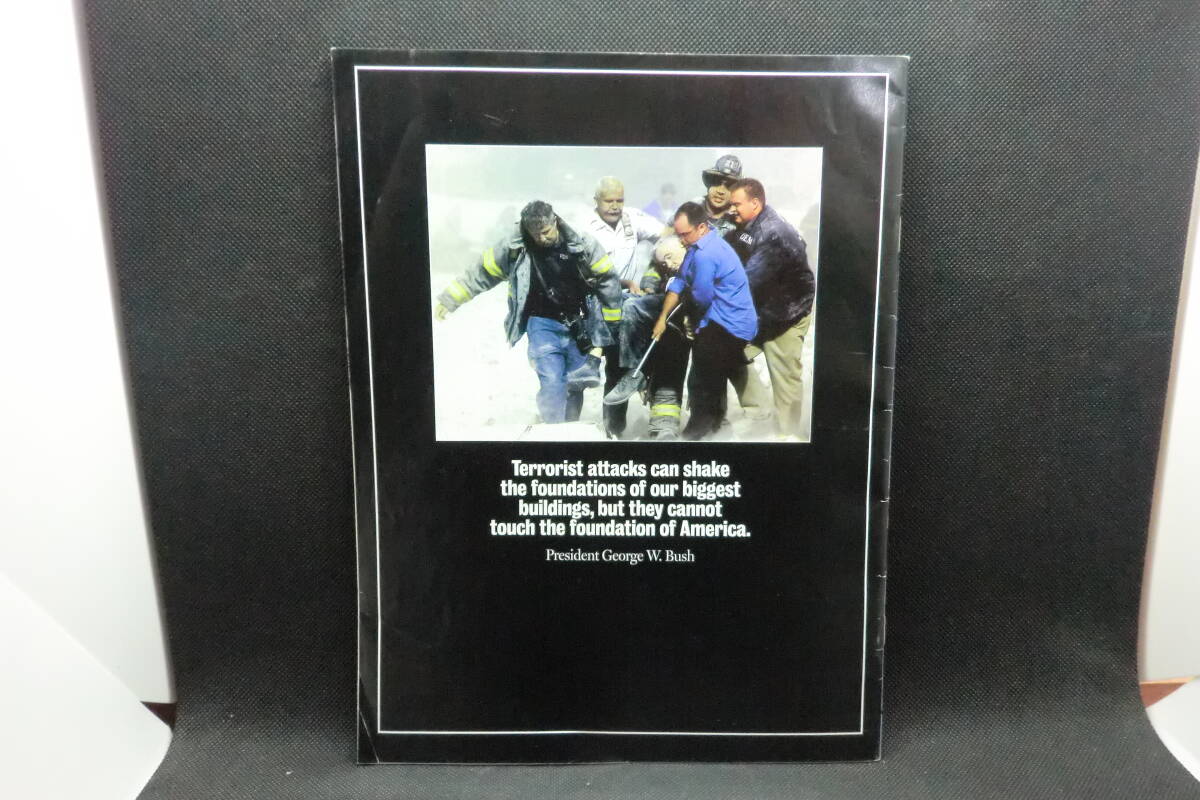 Terrorist attacks can shake
the foundations of our biggest
buildings, but they cannot
touch the foundation of America.
President George W. Bush